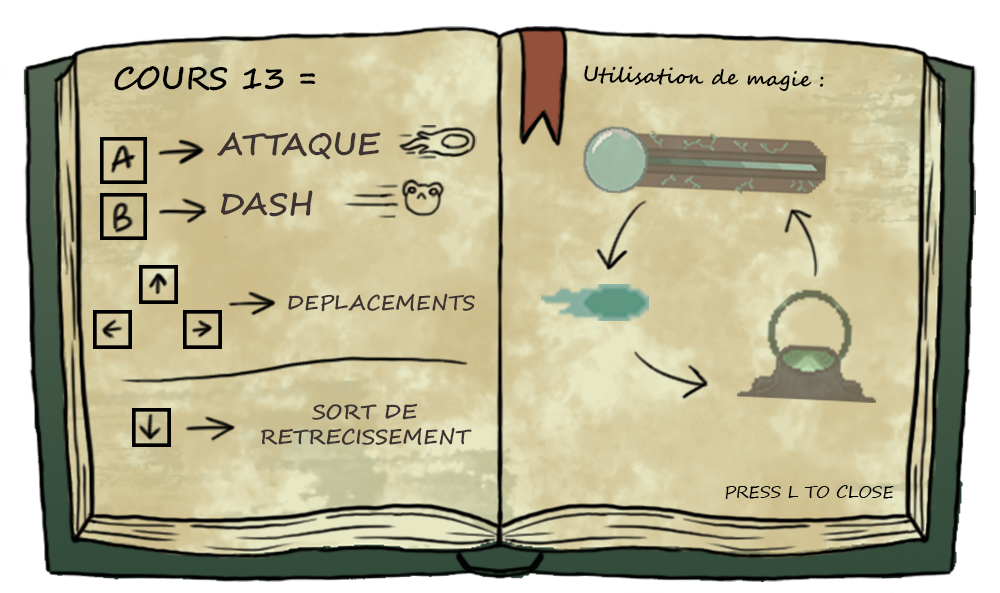 COURS 13 =
A → ATTAQUE
B → DASH
↑
← → → DEPLACEMENTS
↓ → SORT DE
RETRECISSEMENT
Utilisation de magie :
PRESS L TO CLOSE